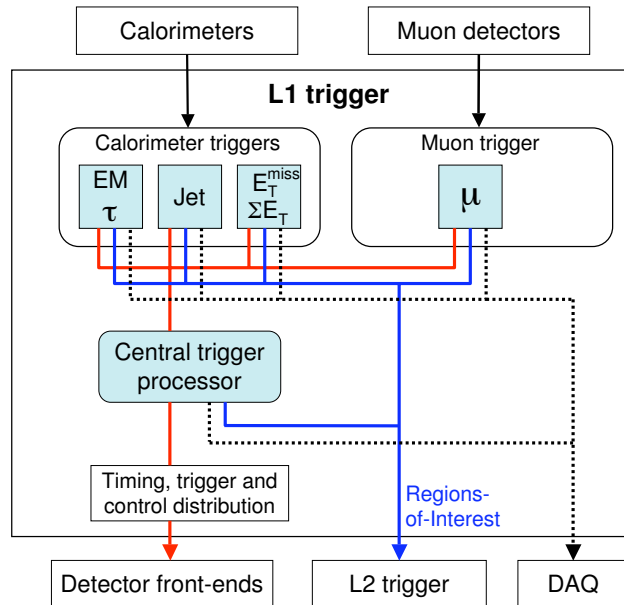 Calorimeters
Muon detectors
L1 trigger
Calorimeter triggers
Muon trigger
EM
τ
Jet
E_T^miss
ΣE_T
μ
Central trigger
processor
Timing, trigger and
control distribution
Regions-
of-Interest
Detector front-ends
L2 trigger
DAQ